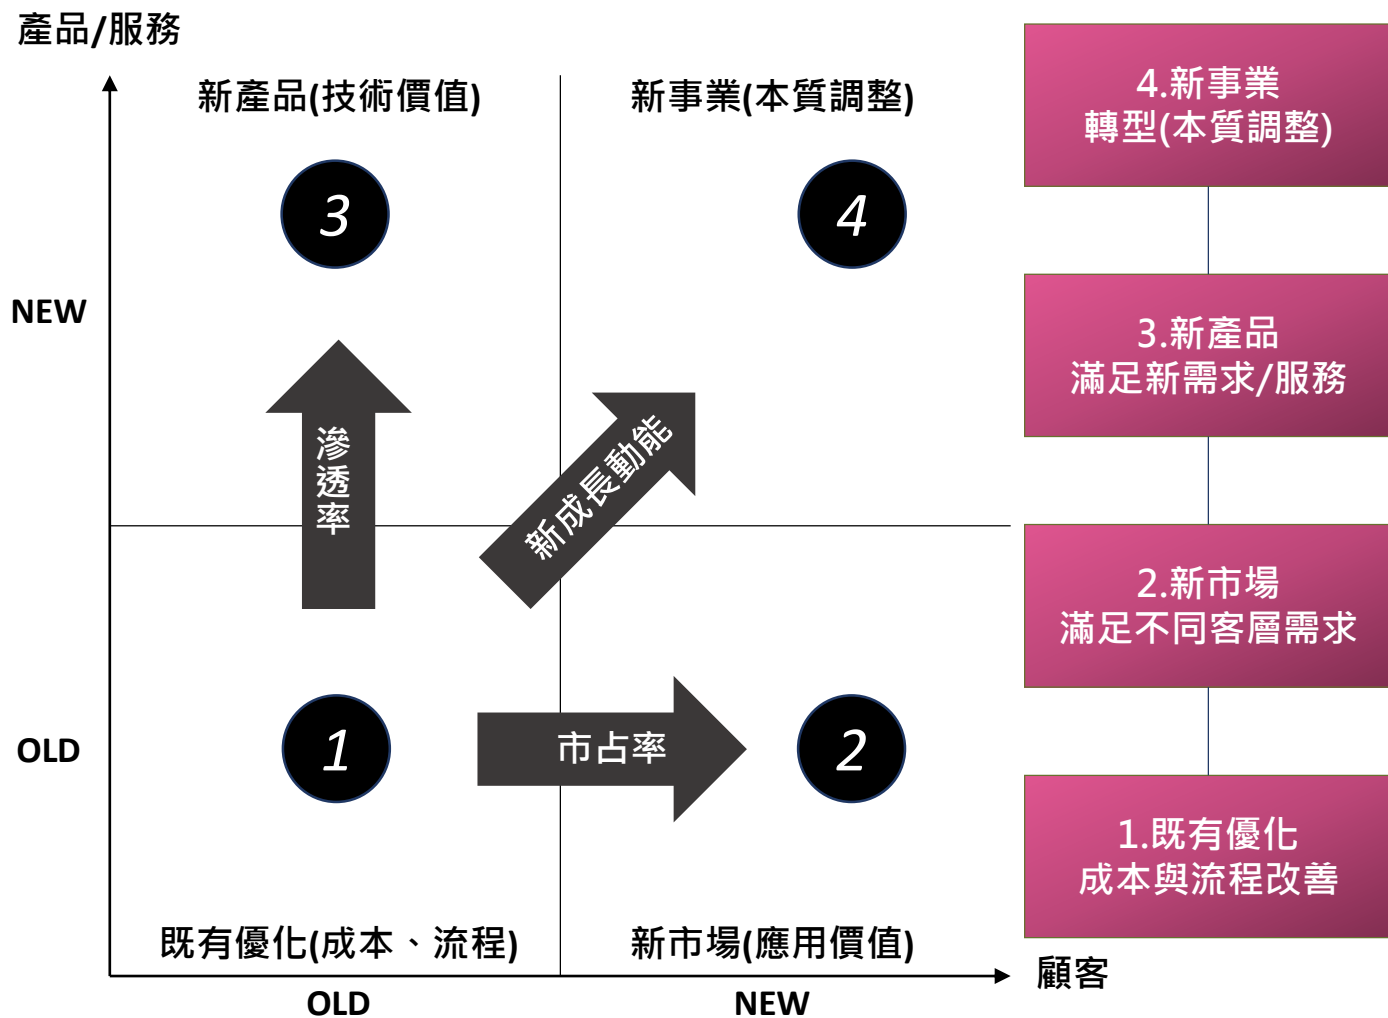 產品/服務
新產品(技術價值)
新事業(本質調整)
3
4
NEW
滲透率
新成長動能
OLD
1
市占率
2
既有優化(成本、流程)
新市場(應用價值)
OLD
NEW
顧客
4.新事業
轉型(本質調整)
3.新產品
滿足新需求/服務
2.新市場
滿足不同客層需求
1.既有優化
成本與流程改善